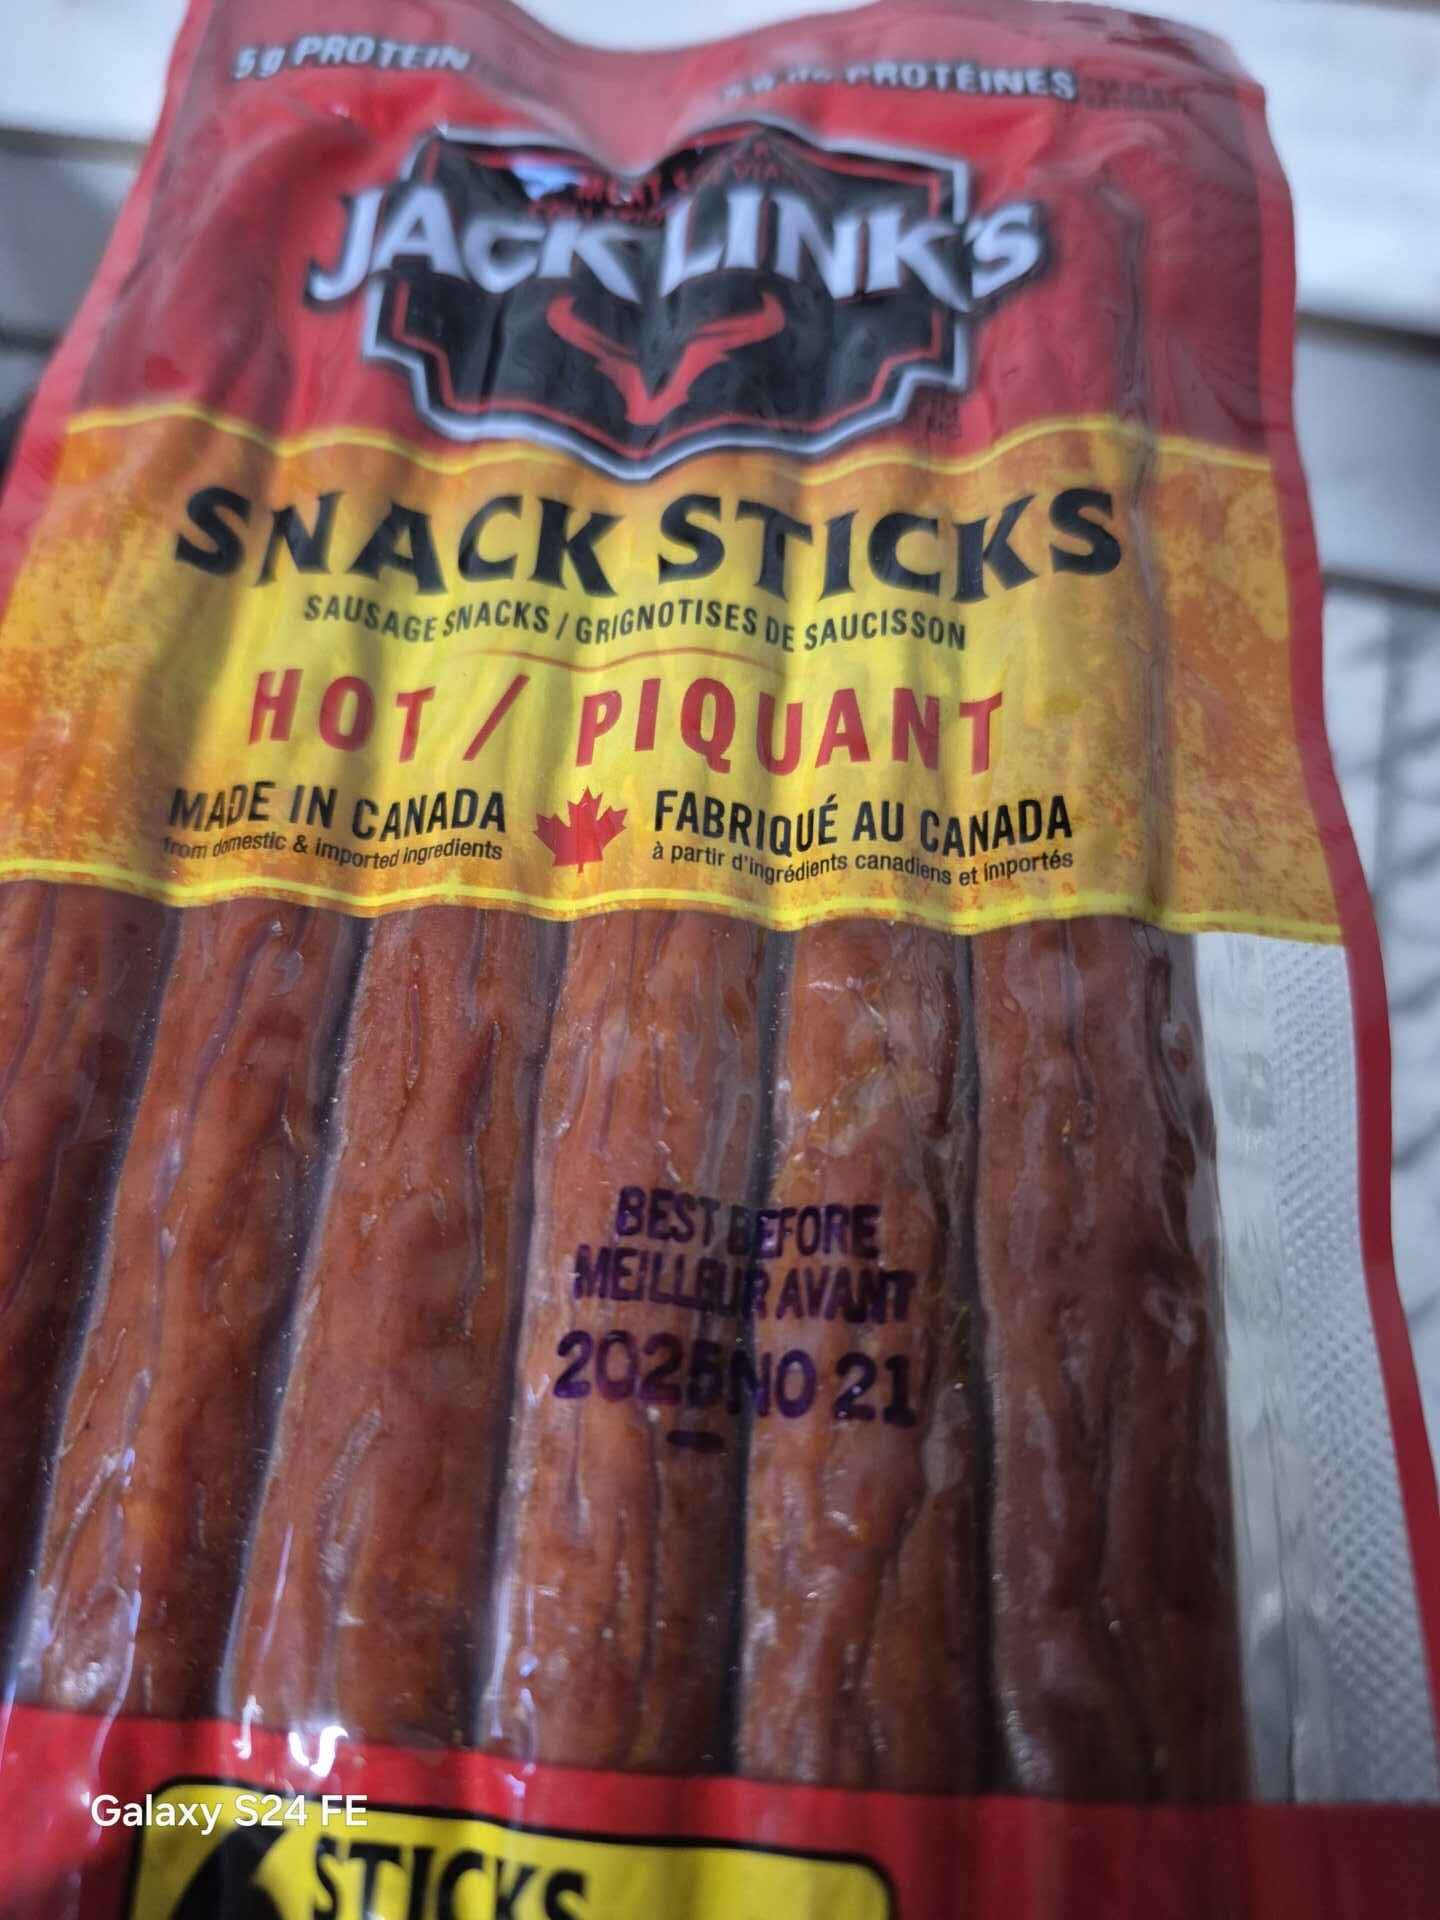 5g PROTEIN
PROTÉINES
JACK LINK'S
SNACK STICKS
SAUSAGE SNACKS / GRIGNOTISES DE SAUCISSON
HOT / PIQUANT
MADE IN CANADA
from domestic & imported ingredients
FABRIQUÉ AU CANADA
à partir d'ingrédients canadiens et importés
BEST BEFORE
MEILLEUR AVANT
2025 NO 21
Galaxy S24 FE
STICKS